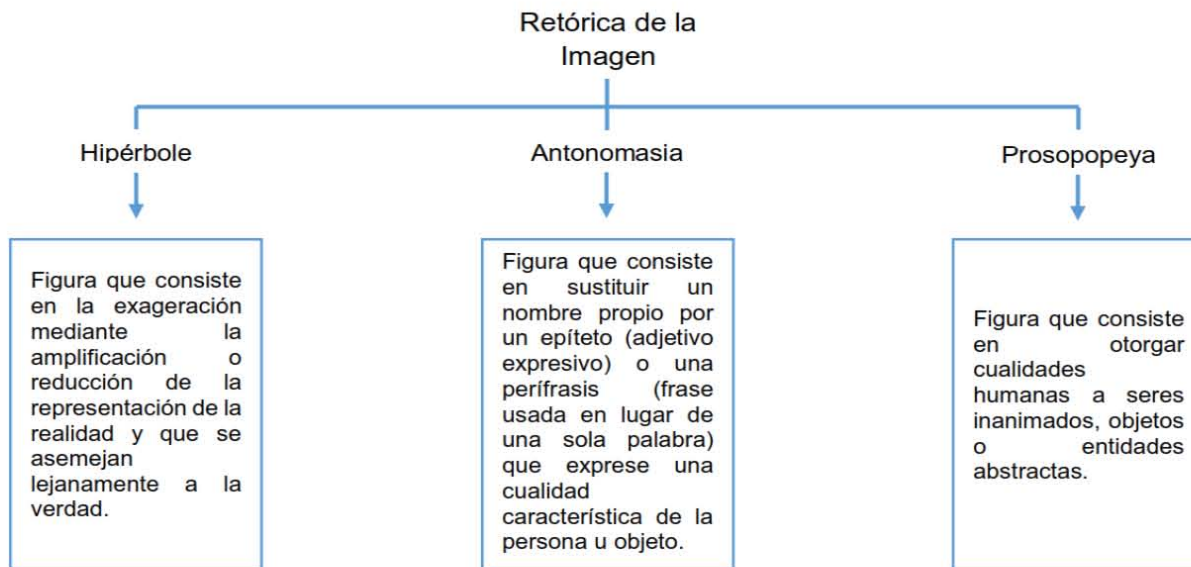 Retórica de la
Imagen
Hipérbole
Antonomasia
Prosopopeya
Figura que consiste
en la exageración
mediante la
amplificación o
reducción de la
representación de la
realidad y que se
asemejan
lejanamente a la
verdad.
Figura que consiste
en sustituir un
nombre propio por
un epíteto (adjetivo
expresivo) o una
perífrasis (frase
usada en lugar de
una sola palabra)
que exprese una
cualidad
característica de la
persona u objeto.
Figura que consiste
en otorgar
cualidades
humanas a seres
inanimados, objetos
o entidades
abstractas.